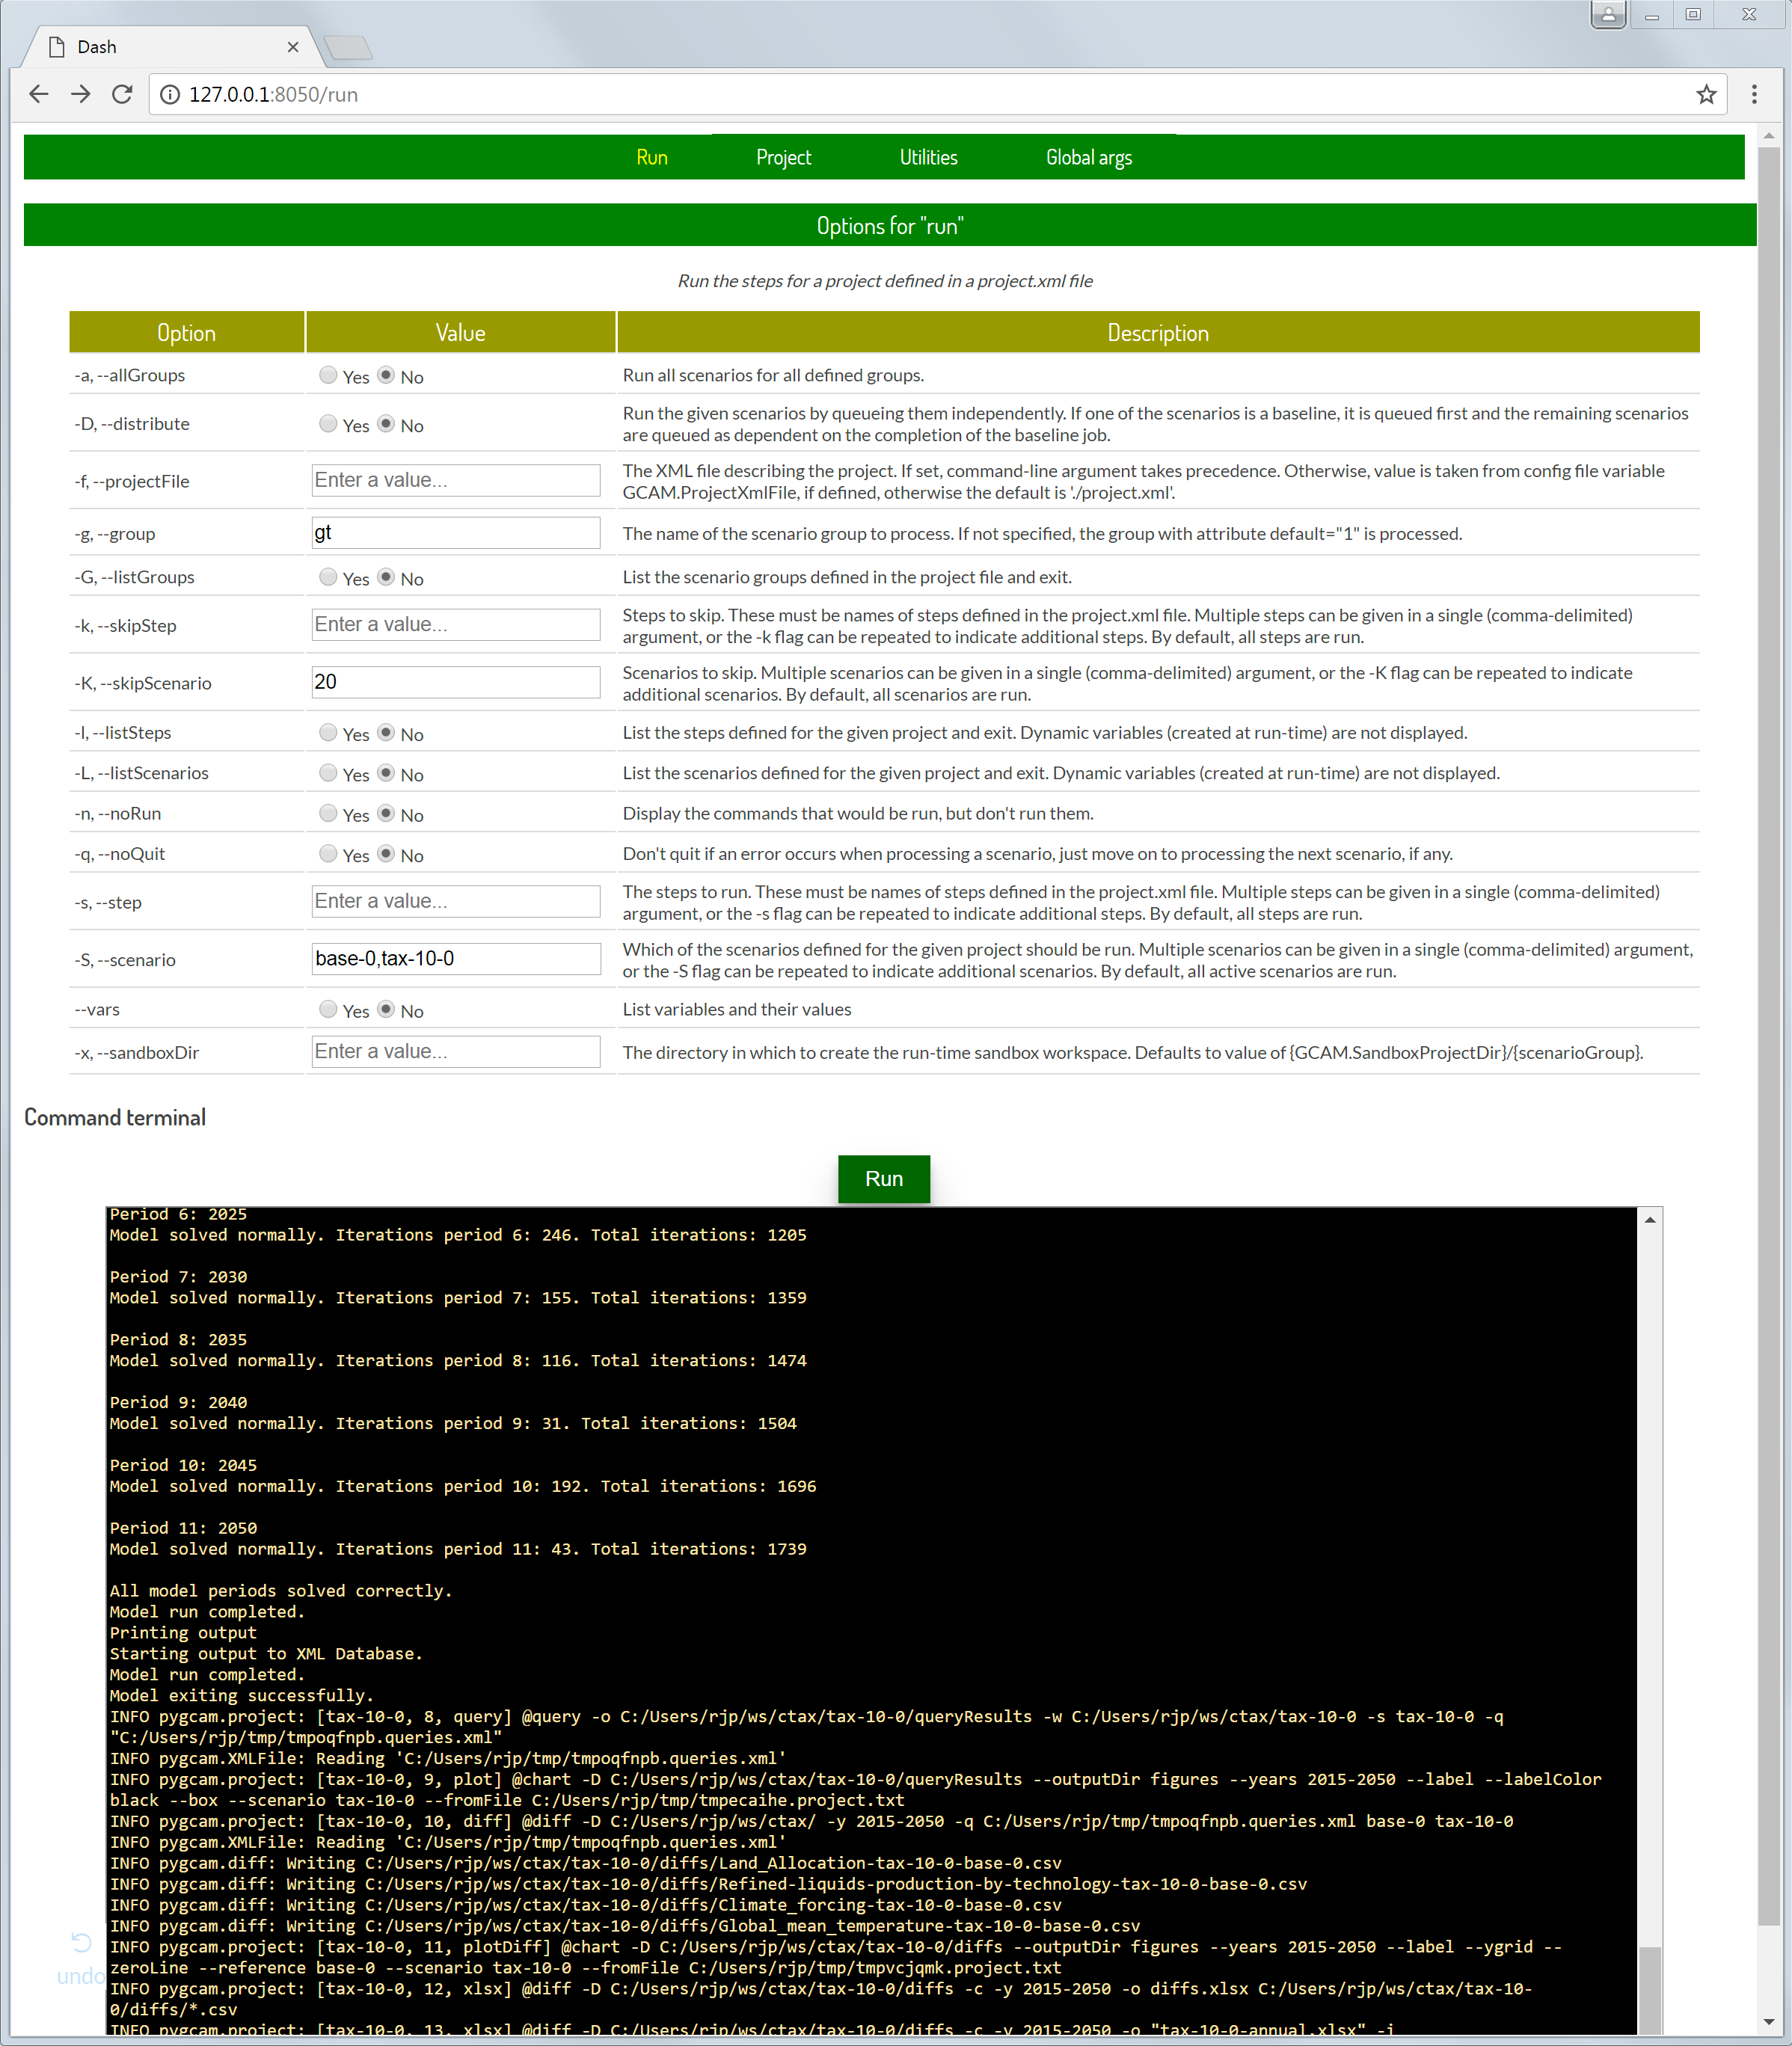 Dash
127.0.0.1:8050/run
Run Project Utilities Global args
Options for "run"
Run the steps for a project defined in a project.xml file
Option Value Description
-a, --allGroups Yes No Run all scenarios for all defined groups.
-D, --distribute Yes No Run the given scenarios by queueing them independently. If one of the scenarios is a baseline, it is queued first and the remaining scenarios
are queued as dependent on the completion of the baseline job.
-f, --projectFile Enter a value... The XML file describing the project. If set, command-line argument takes precedence. Otherwise, value is taken from config file variable
GCAM.ProjectXmlFile, if defined, otherwise the default is './project.xml'.
-g, --group gt The name of the scenario group to process. If not specified, the group with attribute default="1" is processed.
-G, --listGroups Yes No List the scenario groups defined in the project file and exit.
-k, --skipStep Enter a value... Steps to skip. These must be names of steps defined in the project.xml file. Multiple steps can be given in a single (comma-delimited)
argument, or the -k flag can be repeated to indicate additional steps. By default, all steps are run.
-K, --skipScenario 20 Scenarios to skip. Multiple scenarios can be given in a single (comma-delimited) argument, or the -K flag can be repeated to indicate
additional scenarios. By default, all scenarios are run.
-l, --listSteps Yes No List the steps defined for the given project and exit. Dynamic variables (created at run-time) are not displayed.
-L, --listScenarios Yes No List the scenarios defined for the given project and exit. Dynamic variables (created at run-time) are not displayed.
-n, --noRun Yes No Display the commands that would be run, but don't run them.
-q, --noQuit Yes No Don't quit if an error occurs when processing a scenario, just move on to processing the next scenario, if any.
-s, --step Enter a value... The steps to run. These must be names of steps defined in the project.xml file. Multiple steps can be given in a single (comma-delimited)
argument, or the -s flag can be repeated to indicate additional steps. By default, all steps are run.
-S, --scenario base-0,tax-10-0 Which of the scenarios defined for the given project should be run. Multiple scenarios can be given in a single (comma-delimited) argument,
or the -S flag can be repeated to indicate additional scenarios. By default, all active scenarios are run.
--vars Yes No List variables and their values
-x, --sandboxDir Enter a value... The directory in which to create the run-time sandbox workspace. Defaults to value of {GCAM.SandboxProjectDir}/{scenarioGroup}.
Command terminal
Run
Period 6: 2025
Model solved normally. Iterations period 6: 246. Total iterations: 1205
Period 7: 2030
Model solved normally. Iterations period 7: 155. Total iterations: 1359
Period 8: 2035
Model solved normally. Iterations period 8: 116. Total iterations: 1474
Period 9: 2040
Model solved normally. Iterations period 9: 31. Total iterations: 1504
Period 10: 2045
Model solved normally. Iterations period 10: 192. Total iterations: 1696
Period 11: 2050
Model solved normally. Iterations period 11: 43. Total iterations: 1739
All model periods solved correctly.
Model run completed.
Printing output
Starting output to XML Database.
Model run completed.
Model exiting successfully.
INFO pygcam.project: [tax-10-0, 8, query] @query -o C:/Users/rjp/ws/ctax/tax-10-0/queryResults -w C:/Users/rjp/ws/ctax/tax-10-0 -s tax-10-0 -q
"C:/Users/rjp/tmp/tmpoqfnpb.queries.xml"
INFO pygcam.XMLFile: Reading 'C:/Users/rjp/tmp/tmpoqfnpb.queries.xml'
INFO pygcam.project: [tax-10-0, 9, plot] @chart -D C:/Users/rjp/ws/ctax/tax-10-0/queryResults --outputDir figures --years 2015-2050 --label --labelColor
black --box --scenario tax-10-0 --fromFile C:/Users/rjp/tmp/tmpecaihe.project.txt
INFO pygcam.project: [tax-10-0, 10, diff] @diff -D C:/Users/rjp/ws/ctax/ -y 2015-2050 -q C:/Users/rjp/tmp/tmpoqfnpb.queries.xml base-0 tax-10-0
INFO pygcam.XMLFile: Reading 'C:/Users/rjp/tmp/tmpoqfnpb.queries.xml'
INFO pygcam.diff: Writing C:/Users/rjp/ws/ctax/tax-10-0/diffs/Land_Allocation-tax-10-0-base-0.csv
INFO pygcam.diff: Writing C:/Users/rjp/ws/ctax/tax-10-0/diffs/Refined-liquids-production-by-technology-tax-10-0-base-0.csv
INFO pygcam.diff: Writing C:/Users/rjp/ws/ctax/tax-10-0/diffs/Climate_forcing-tax-10-0-base-0.csv
INFO pygcam.diff: Writing C:/Users/rjp/ws/ctax/tax-10-0/diffs/Global_mean_temperature-tax-10-0-base-0.csv
INFO pygcam.project: [tax-10-0, 11, plotDiff] @chart -D C:/Users/rjp/ws/ctax/tax-10-0/diffs --outputDir figures --years 2015-2050 --label --ygrid --
zeroLine --reference base-0 --scenario tax-10-0 --fromFile C:/Users/rjp/tmp/tmpvcjqmk.project.txt
undo
INFO pygcam.project: [tax-10-0, 12, xlsx] @diff -D C:/Users/rjp/ws/ctax/tax-10-0/diffs -c -y 2015-2050 -o diffs.xlsx C:/Users/rjp/ws/ctax/tax-10-
0/diffs/*.csv
INFO pygcam.project: [tax-10-0, 13, xlsx] @diff -D C:/Users/rjp/ws/ctax/tax-10-0/diffs -c -y 2015-2050 -o "tax-10-0-annual.xlsx" -i